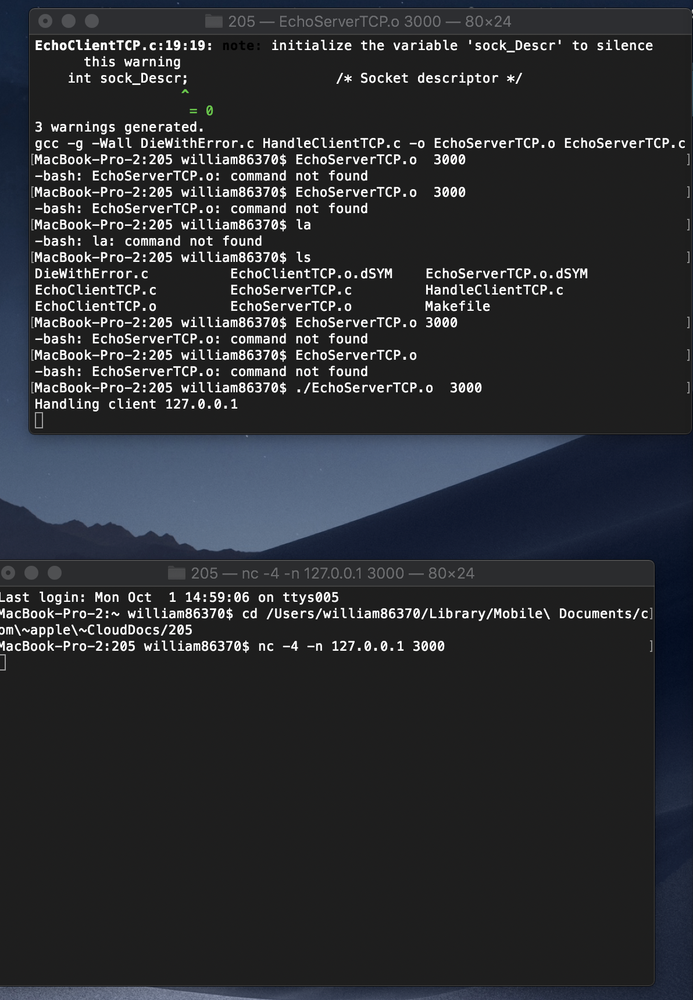 205 — EchoServerTCP.o 3000 — 80×24
EchoClientTCP.c:19:19: note: initialize the variable 'sock_Descr' to silence
this warning
int sock_Descr; /* Socket descriptor */
^
= 0
3 warnings generated.
gcc -g -Wall DieWithError.c HandleClientTCP.c -o EchoServerTCP.o EchoServerTCP.c
[MacBook-Pro-2:205 william86370$ EchoServerTCP.o  3000 ]
-bash: EchoServerTCP.o: command not found
[MacBook-Pro-2:205 william86370$ EchoServerTCP.o  3000 ]
-bash: EchoServerTCP.o: command not found
[MacBook-Pro-2:205 william86370$ la ]
-bash: la: command not found
[MacBook-Pro-2:205 william86370$ ls ]
DieWithError.c EchoClientTCP.o.dSYM EchoServerTCP.o.dSYM
EchoClientTCP.c EchoServerTCP.c HandleClientTCP.c
EchoClientTCP.o EchoServerTCP.o Makefile
[MacBook-Pro-2:205 william86370$ EchoServerTCP.o 3000 ]
-bash: EchoServerTCP.o: command not found
[MacBook-Pro-2:205 william86370$ EchoServerTCP.o ]
-bash: EchoServerTCP.o: command not found
[MacBook-Pro-2:205 william86370$ ./EchoServerTCP.o  3000 ]
Handling client 127.0.0.1
205 — nc -4 -n 127.0.0.1 3000 — 80×24
Last login: Mon Oct  1 14:59:06 on ttys005
MacBook-Pro-2:~ william86370$ cd /Users/william86370/Library/Mobile\ Documents/c]
om\~apple\~CloudDocs/205
MacBook-Pro-2:205 william86370$ nc -4 -n 127.0.0.1 3000 ]